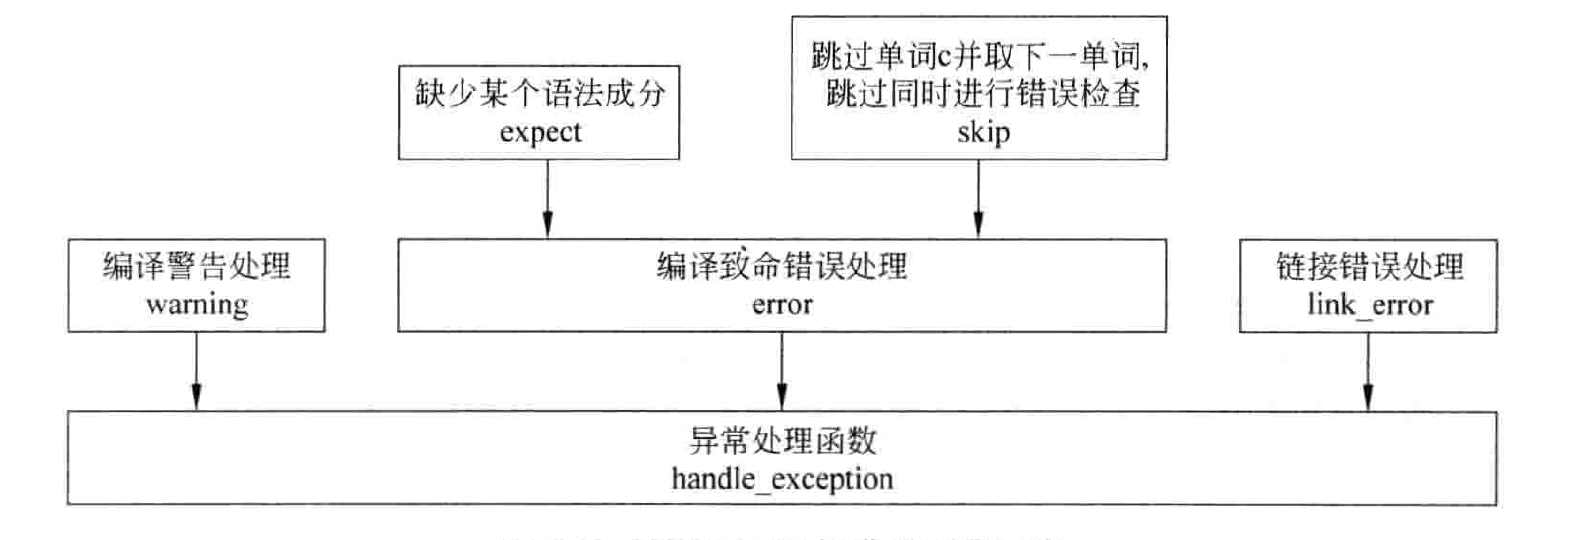 缺少某个语法成分
expect
跳过单词c并取下一单词,
跳过同时进行错误检查
skip
编译警告处理
warning
编译致命错误处理
error
链接错误处理
link_error
异常处理函数
handle_exception